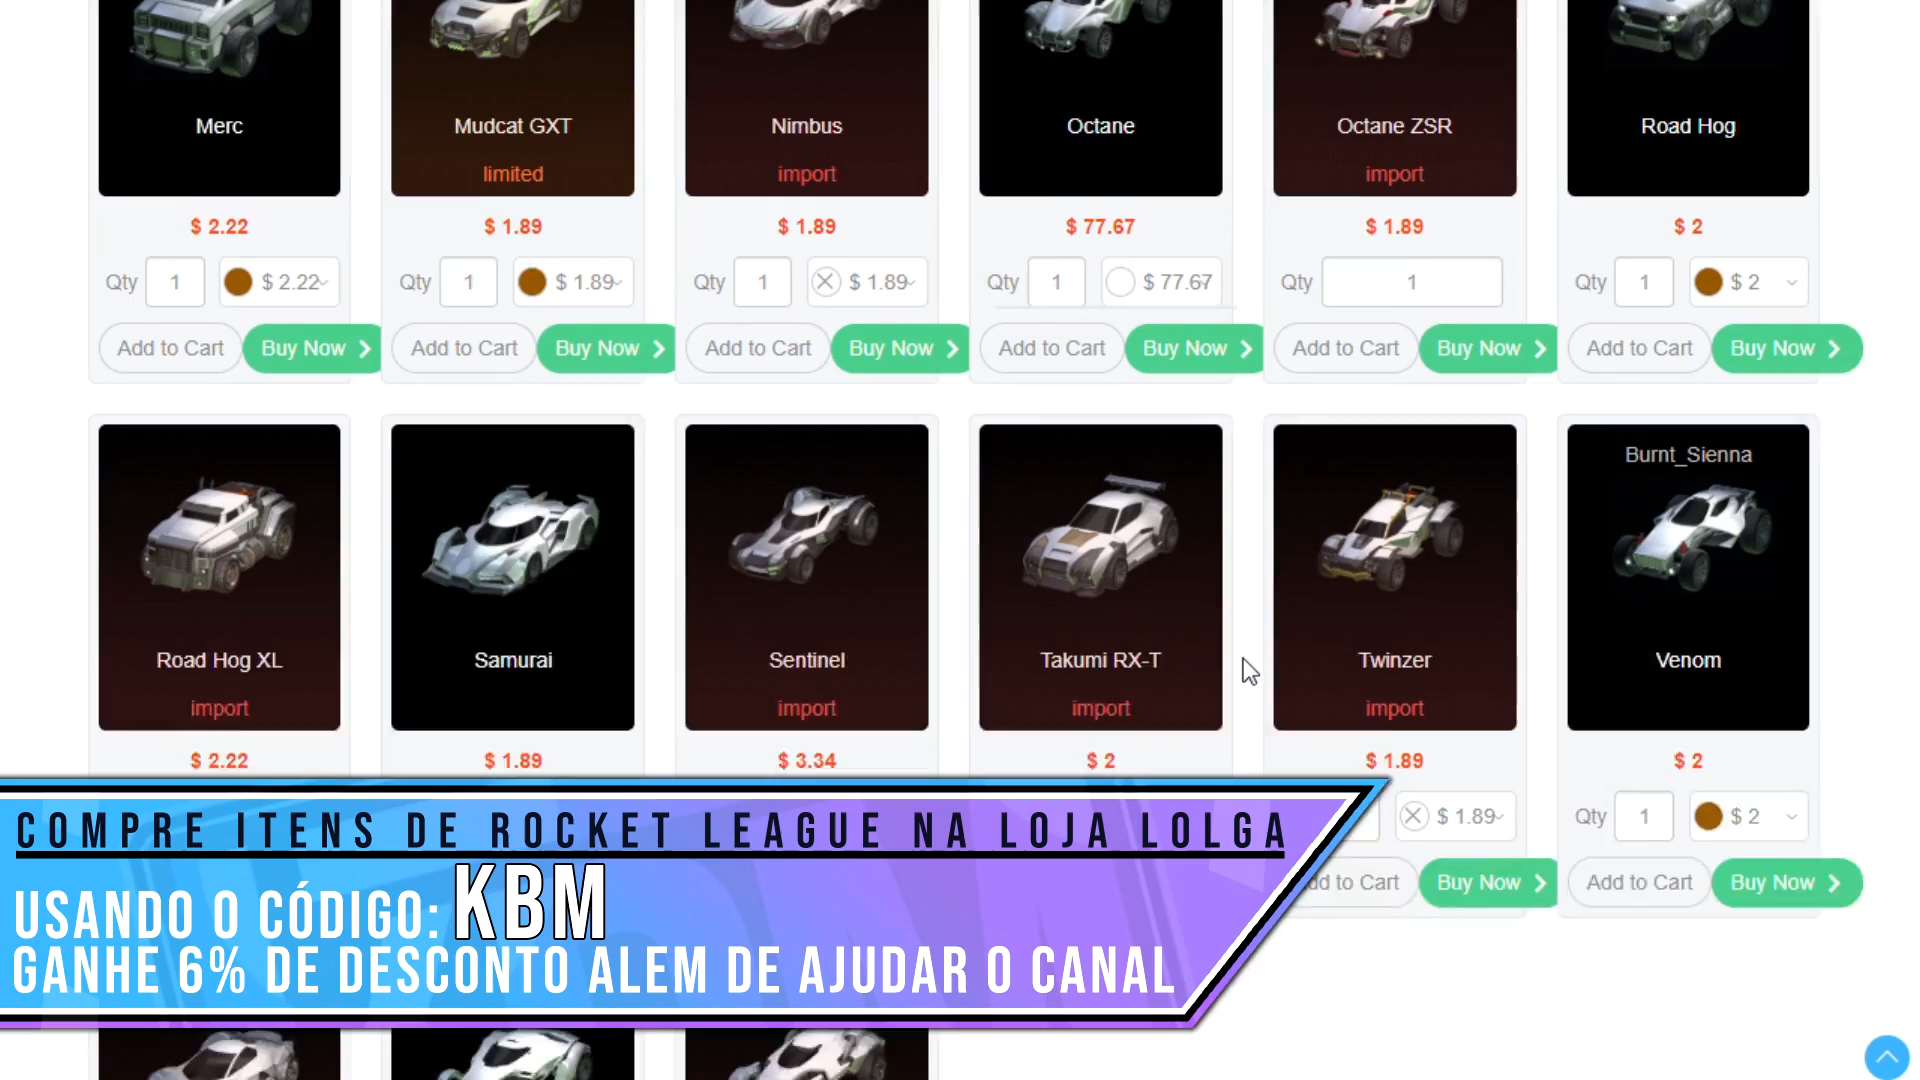 Merc
Mudcat GXT
Nimbus
Octane
Octane ZSR
Road Hog
limited
import
import
$ 2.22
$ 1.89
$ 1.89
$ 77.67
$ 1.89
$ 2
Qty 1 $ 2.22
Qty 1 $ 1.89
Qty 1 $ 1.89
Qty 1 $ 77.67
Qty 1
Qty 1 $ 2
Add to Cart Buy Now
Add to Cart Buy Now
Add to Cart Buy Now
Add to Cart Buy Now
Add to Cart Buy Now
Add to Cart Buy Now
Burnt_Sienna
Road Hog XL
Samurai
Sentinel
Takumi RX-T
Twinzer
Venom
import
import
import
import
$ 2.22
$ 1.89
$ 3.34
$ 2
$ 1.89
$ 2
$ 1.89
Qty 1 $ 2
to Cart Buy Now
Add to Cart Buy Now
COMPRE ITENS DE ROCKET LEAGUE NA LOJA LOLGA
USANDO O CÓDIGO: KBM
GANHE 6% DE DESCONTO ALEM DE AJUDAR O CANAL